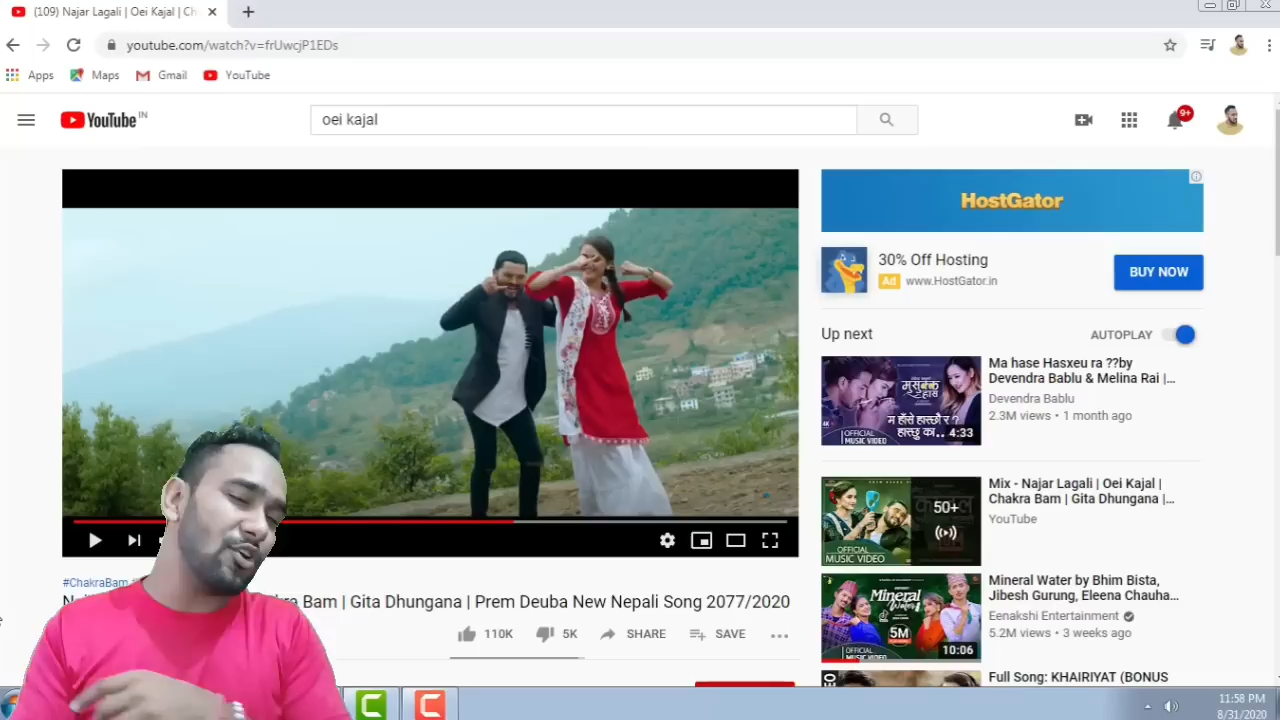 (109) Najar Lagali | Oei Kajal | Ch
youtube.com/watch?v=frUwcjP1EDs
Apps
Maps
Gmail
YouTube
YouTube IN
oei kajal
9+
HostGator
30% Off Hosting
Ad www.HostGator.in
BUY NOW
Up next
AUTOPLAY
मुसुक्क
हास
म हाँसे हास्छौ र ?
हास्छु का..
OFFICIAL
MUSIC VIDEO
4:33
Ma hase Hasxeu ra ??by
Devendra Bablu & Melina Rai |...
Devendra Bablu
2.3M views • 1 month ago
50+
OFFICIAL
MUSIC VIDEO
Mix - Najar Lagali | Oei Kajal |
Chakra Bam | Gita Dhungana |...
YouTube
MINERAL
Water
5M
OFFICIAL
MUSIC VIDEO
10:06
Mineral Water by Bhim Bista,
Jibesh Gurung, Eleena Chauha...
Eenakshi Entertainment
5.2M views • 3 weeks ago
Full Song: KHAIRIYAT (BONUS
#ChakraBam
Bam | Gita Dhungana | Prem Deuba New Nepali Song 2077/2020
110K
5K
SHARE
SAVE
11:58 PM
8/31/2020